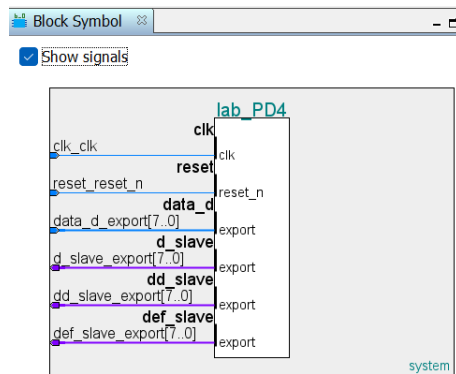 Block Symbol
Show signals
lab_PD4
clk
clk_clk
clk
reset
reset_reset_n
reset_n
data_d
data_d_export[7..0]
export
d_slave
d_slave_export[7..0]
export
dd_slave
dd_slave_export[7..0]
export
def_slave
def_slave_export[7..0]
export
system